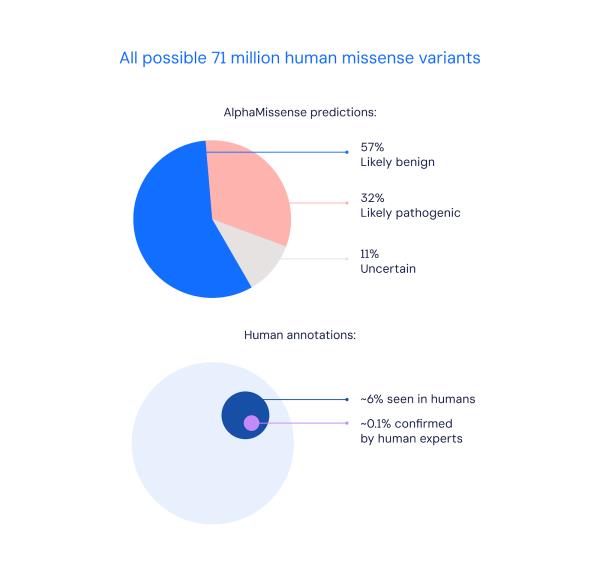 All possible 71 million human missense variants
AlphaMissense predictions:
57%
Likely benign
32%
Likely pathogenic
11%
Uncertain
Human annotations:
~6% seen in humans
~0.1% confirmed
by human experts